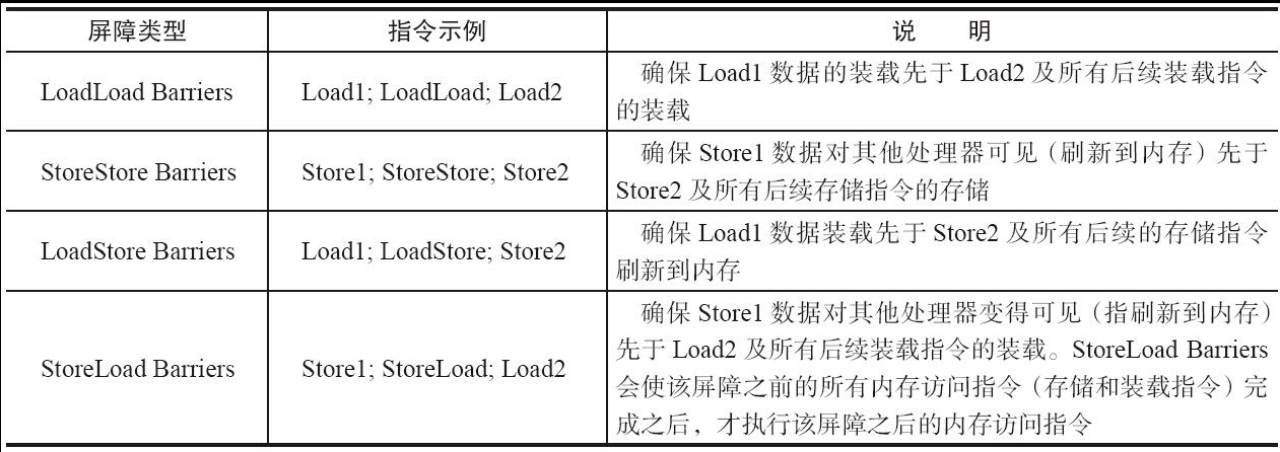 屏障类型 指令示例 说 明
LoadLoad Barriers Load1; LoadLoad; Load2 确保 Load1 数据的装载先于 Load2 及所有后续装载指令
的装载
StoreStore Barriers Store1; StoreStore; Store2 确保 Store1 数据对其他处理器可见（刷新到内存）先于
Store2 及所有后续存储指令的存储
LoadStore Barriers Load1; LoadStore; Store2 确保 Load1 数据装载先于 Store2 及所有后续的存储指令
刷新到内存
StoreLoad Barriers Store1; StoreLoad; Load2 确保 Store1 数据对其他处理器变得可见（指刷新到内存）
先于 Load2 及所有后续装载指令的装载。StoreLoad Barriers
会使该屏障之前的所有内存访问指令（存储和装载指令）完
成之后，才执行该屏障之后的内存访问指令